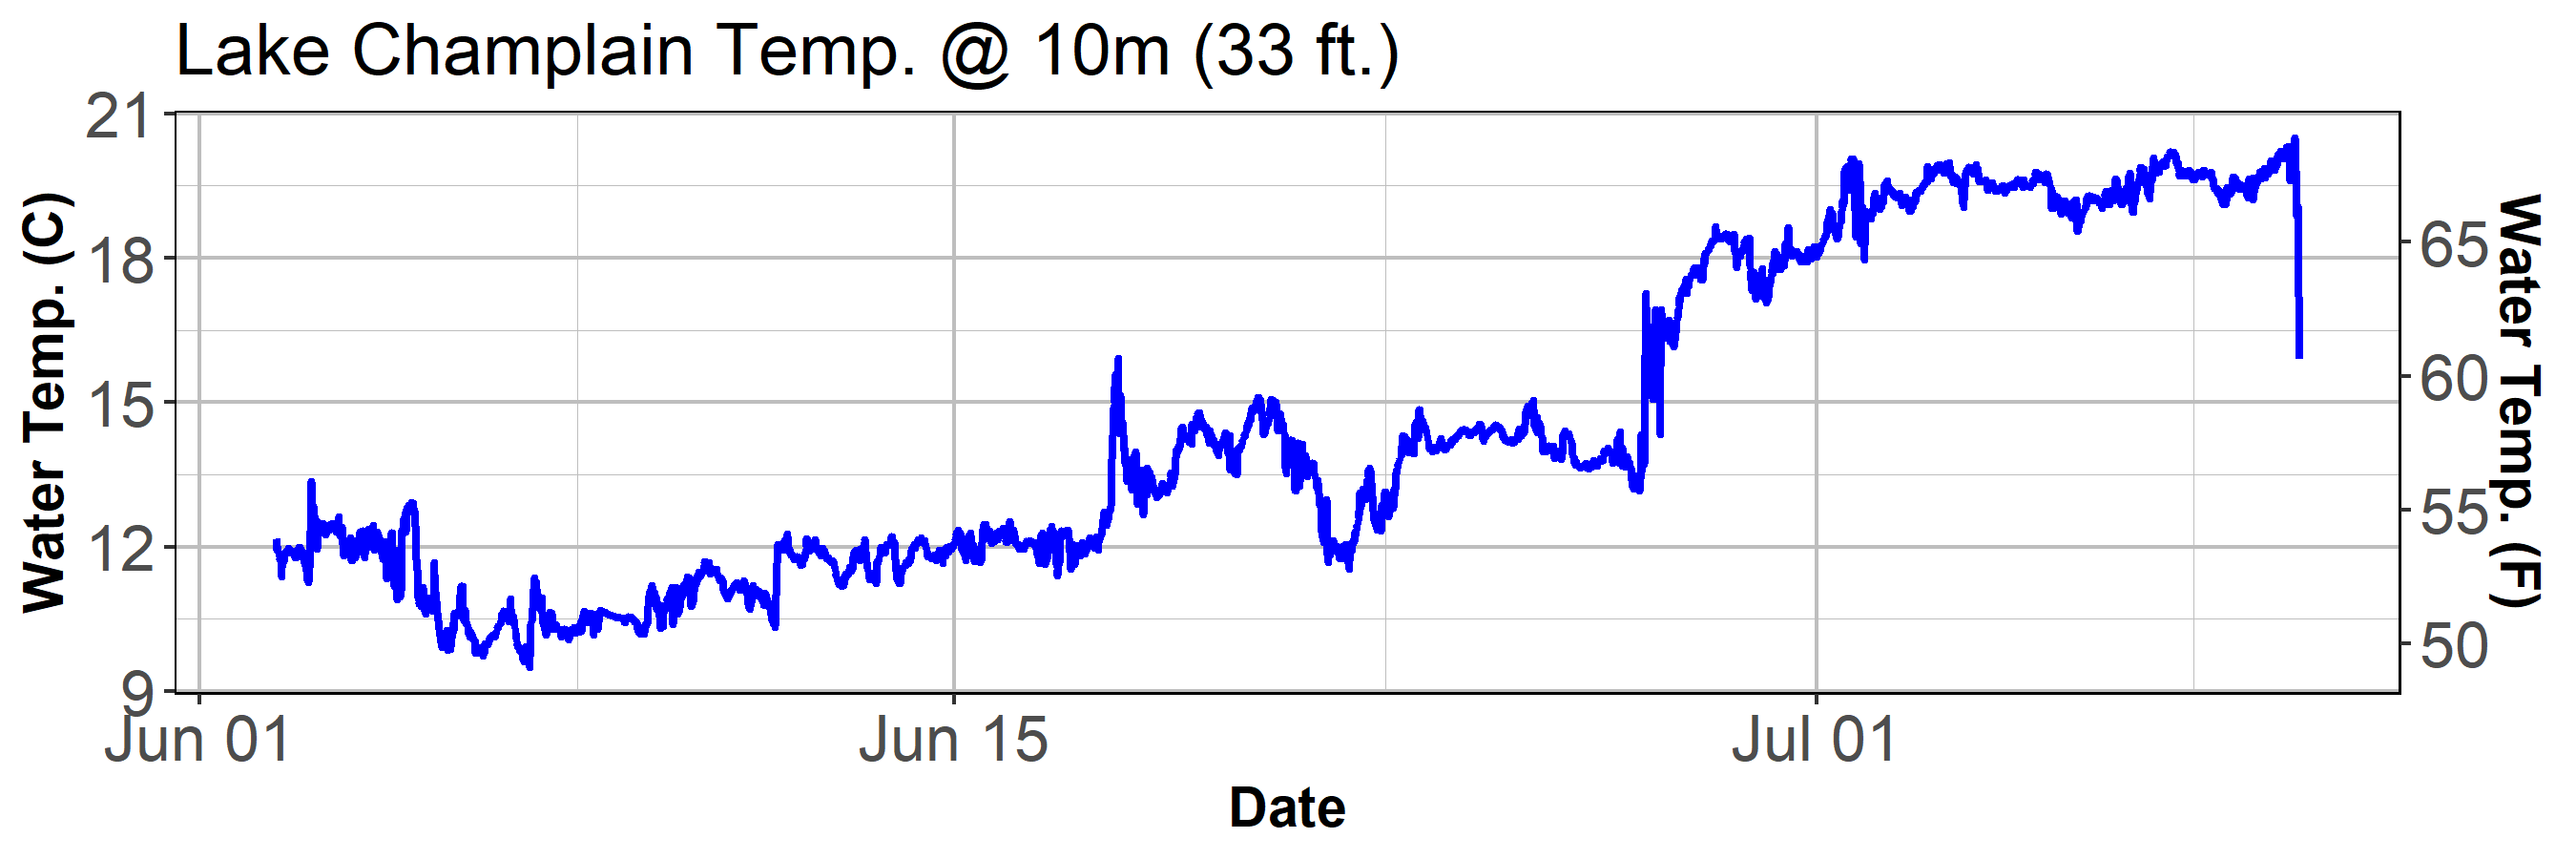 Lake Champlain Temp. @ 10m (33 ft.)
Water Temp. (C)
21
18
15
12
9
65
60
55
50
Water Temp. (F)
Jun 01 Jun 15 Jul 01
Date